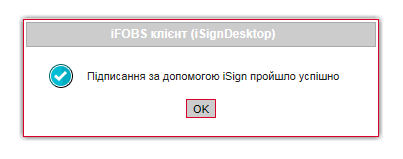 iFOBS клієнт (iSignDesktop)
Підписання за допомогою iSign пройшло успішно
OK